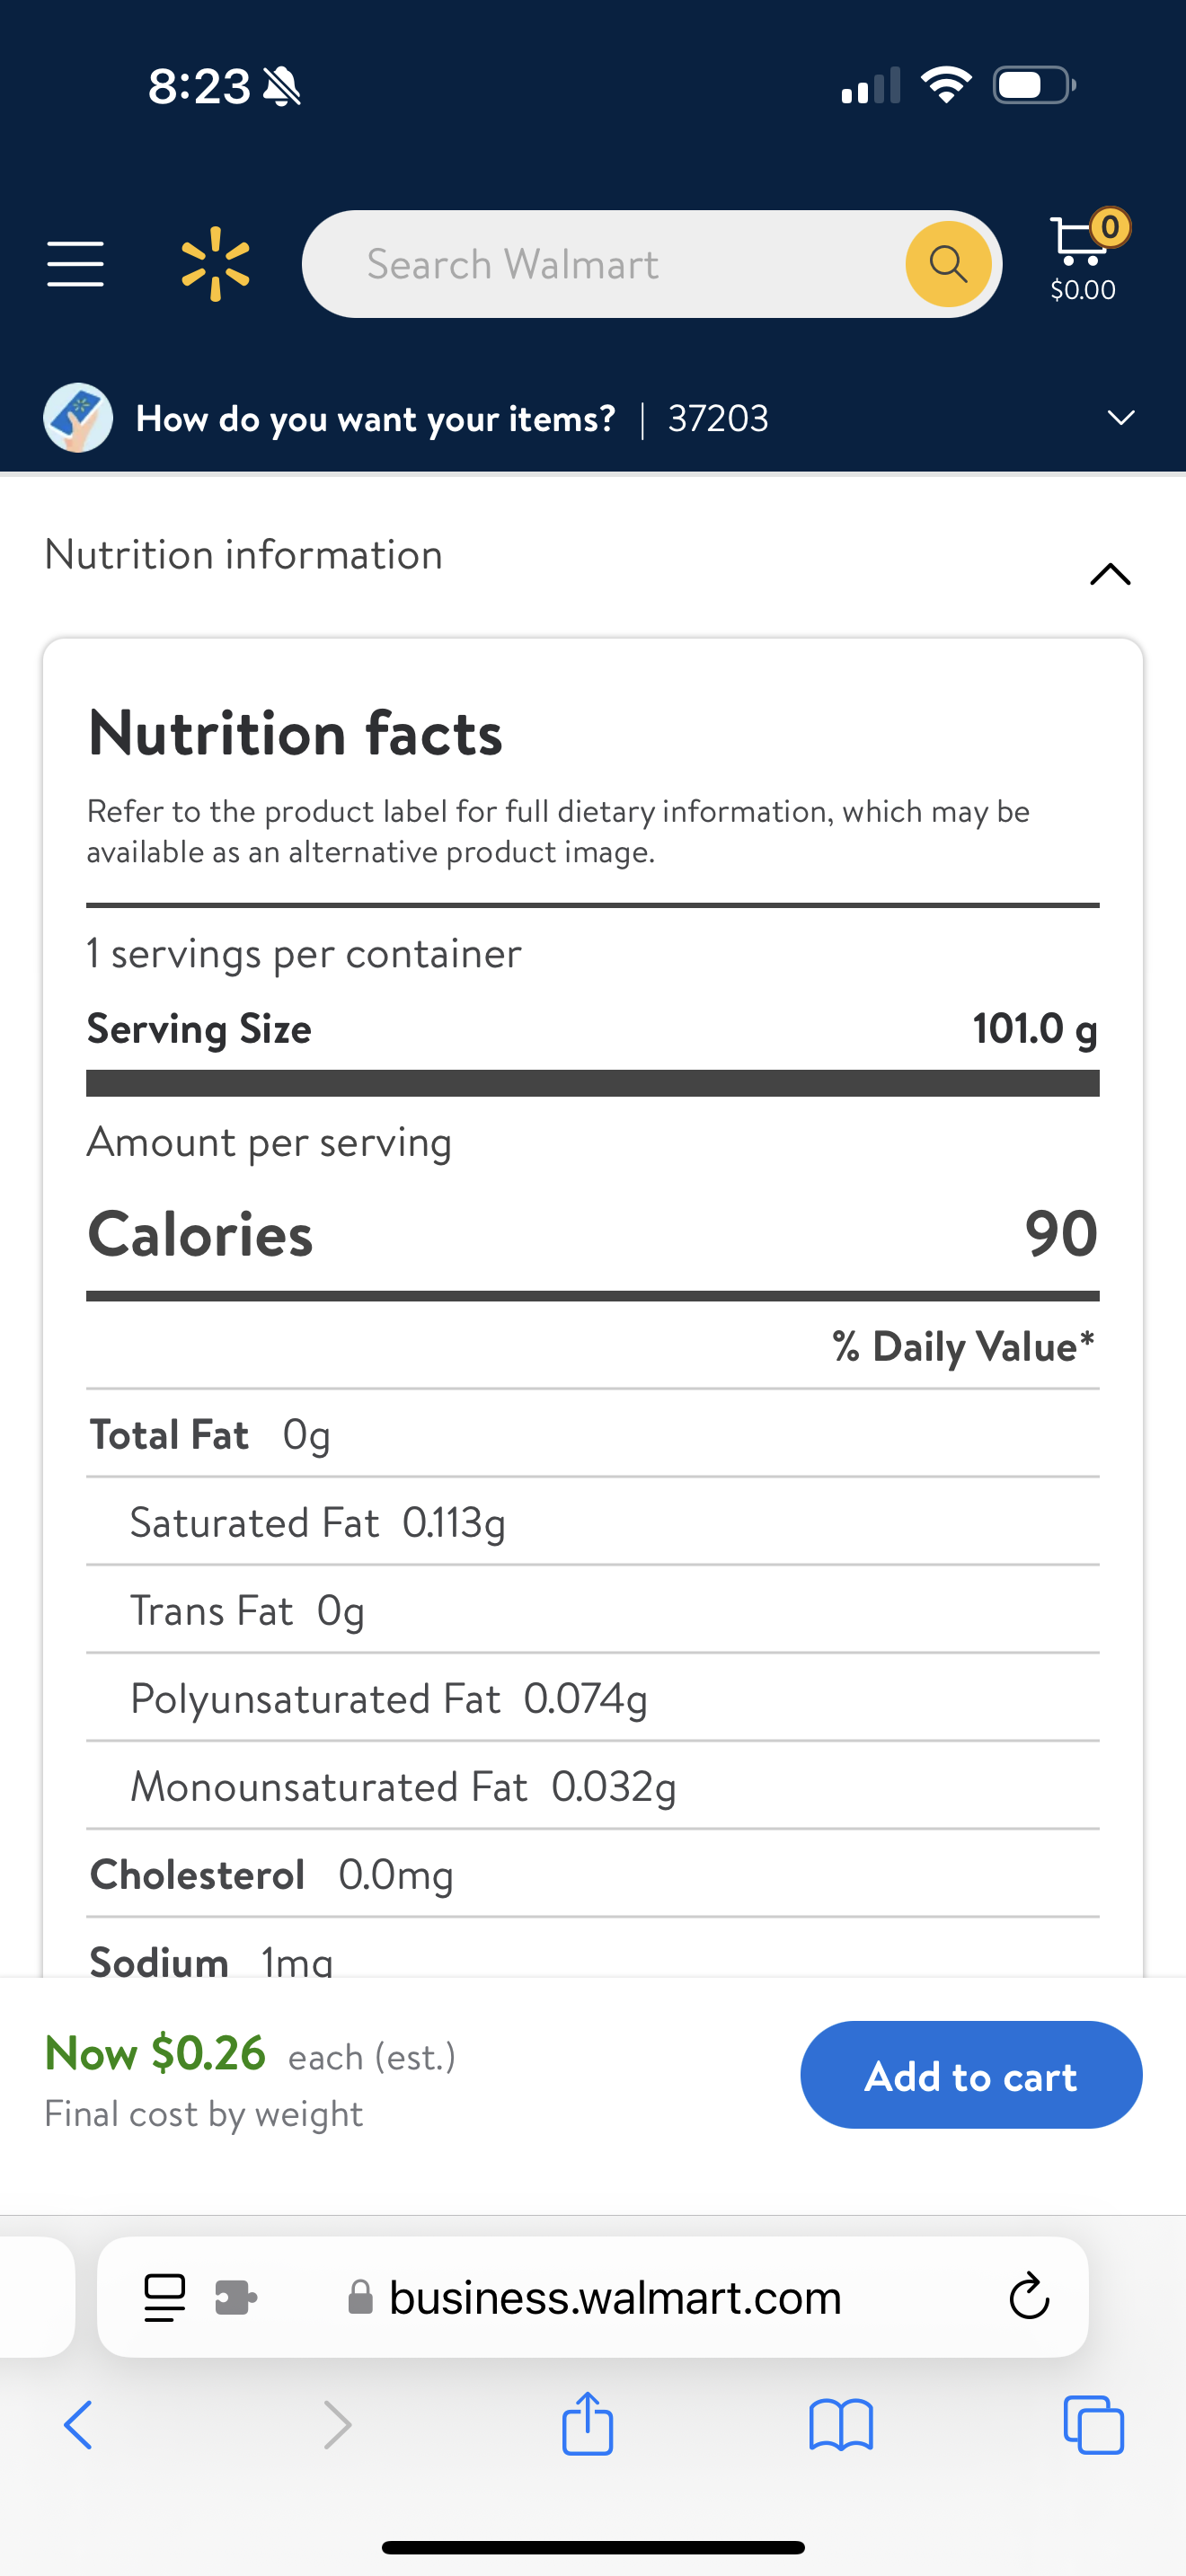 8:23
Search Walmart
0
$0.00
How do you want your items? | 37203
Nutrition information
Nutrition facts
Refer to the product label for full dietary information, which may be
available as an alternative product image.
1 servings per container
Serving Size 101.0 g
Amount per serving
Calories 90
% Daily Value*
Total Fat 0g
Saturated Fat 0.113g
Trans Fat 0g
Polyunsaturated Fat 0.074g
Monounsaturated Fat 0.032g
Cholesterol 0.0mg
Sodium 1mg
Now $0.26 each (est.)
Final cost by weight
Add to cart
business.walmart.com